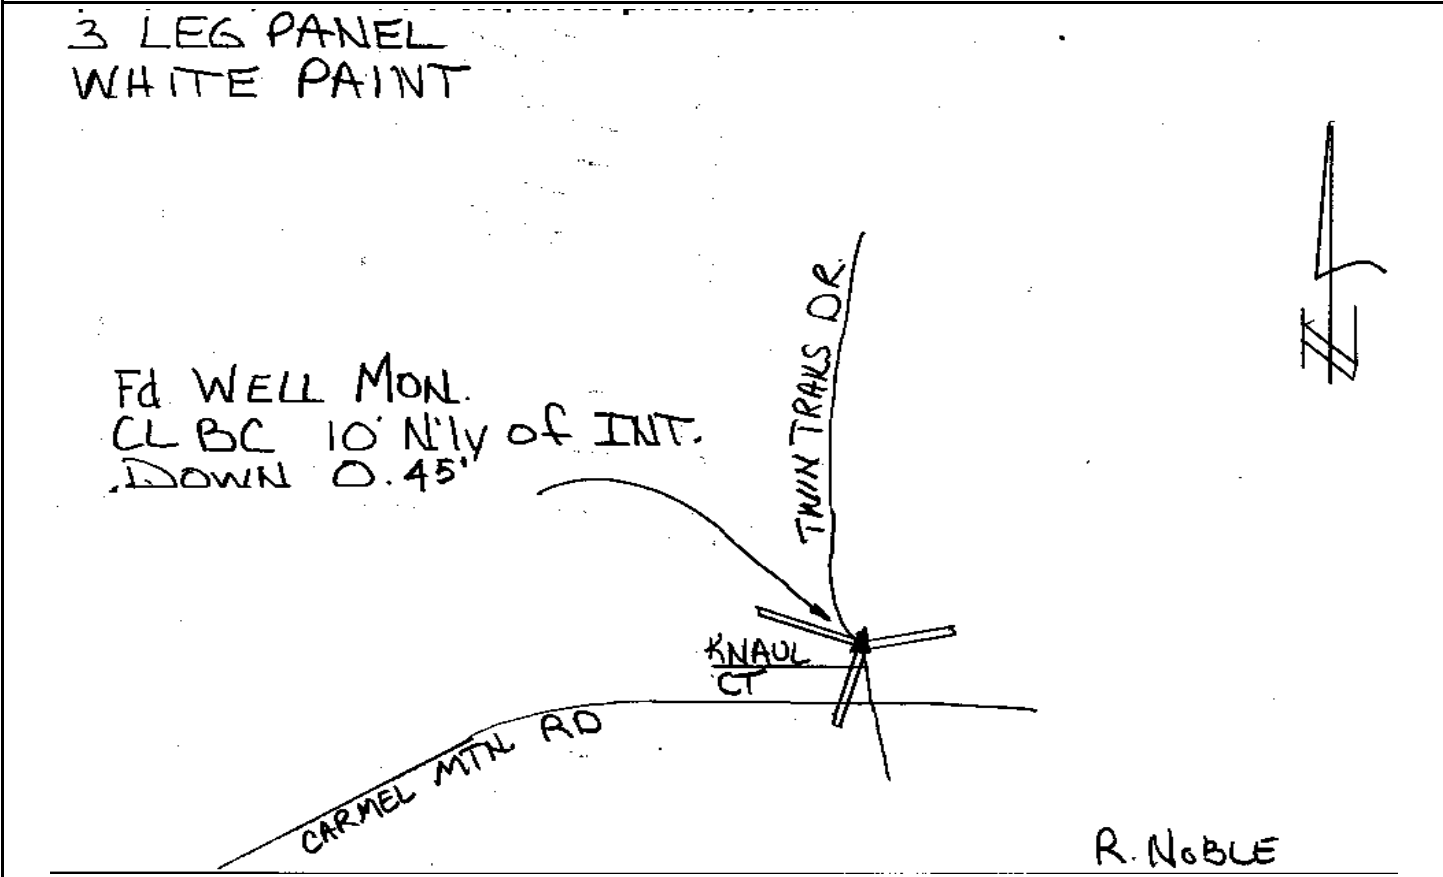 3 LEG PANEL
WHITE PAINT
N
TWIN TRAKS DR.
Fd WELL MON.
CL BC 10' N'ly of INT.
DOWN 0.45'
KNAUL
CT
CARMEL MTN RD
R. NOBLE